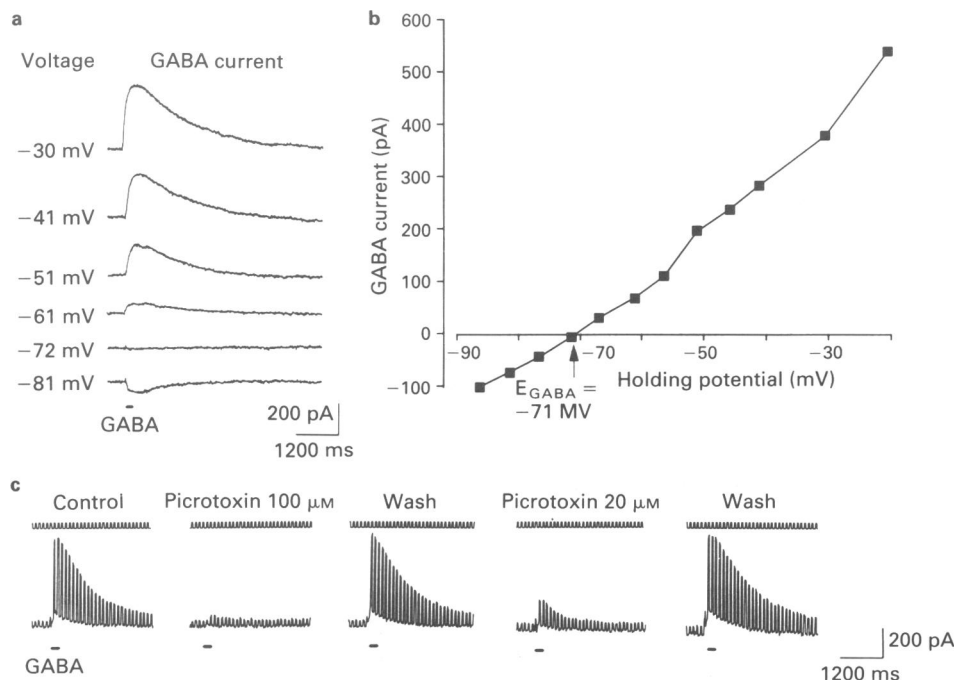 a
Voltage GABA current
−30 mV
−41 mV
−51 mV
−61 mV
−72 mV
−81 mV
GABA
200 pA
1200 ms
b
GABA current (pA)
600
500
400
300
200
100
0
−100
−90 −70 −50 −30
Holding potential (mV)
E_GABA =
−71 MV
c
Control Picrotoxin 100 μM Wash Picrotoxin 20 μM Wash
GABA
200 pA
1200 ms